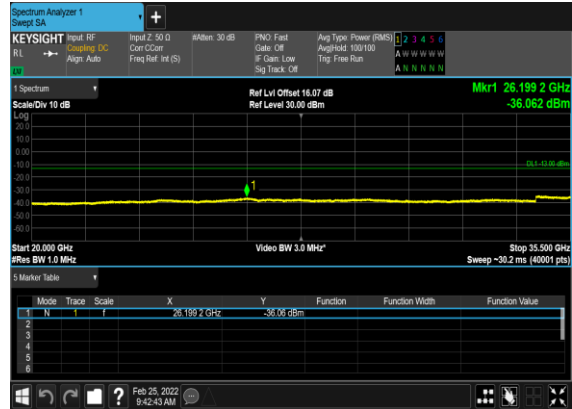 Spectrum Analyzer 1
Swept SA
+
KEYSIGHT Input: RF Input Z: 50 Ω #Atten: 30 dB PNO: Fast Avg Type: Power (RMS) 1 2 3 4 5 6
RL Coupling: DC Corr CCorr Gate: Off Avg|Hold: 100/100 A W W W W W
Align: Auto Freq Ref: Int (S) IF Gain: Low Trig: Free Run
Sig Track: Off A N N N N N
1 Spectrum Ref Lvl Offset 16.07 dB Mkr1 26.199 2 GHz
Scale/Div 10 dB Ref Level 30.00 dBm -36.062 dBm
Log
20.0
10.0
0.00
-10.0 DL1 -13.00 dBm
-20.0
-30.0 1
-40.0
-50.0
-60.0
Start 20.000 GHz Video BW 3.0 MHz* Stop 35.500 GHz
#Res BW 1.0 MHz Sweep ~30.2 ms (40001 pts)
5 Marker Table
Mode Trace Scale X Y Function Function Width Function Value
1 N 1 f 26.199 2 GHz -36.06 dBm
2
3
4
5
6
? Feb 25, 2022
9:42:43 AM